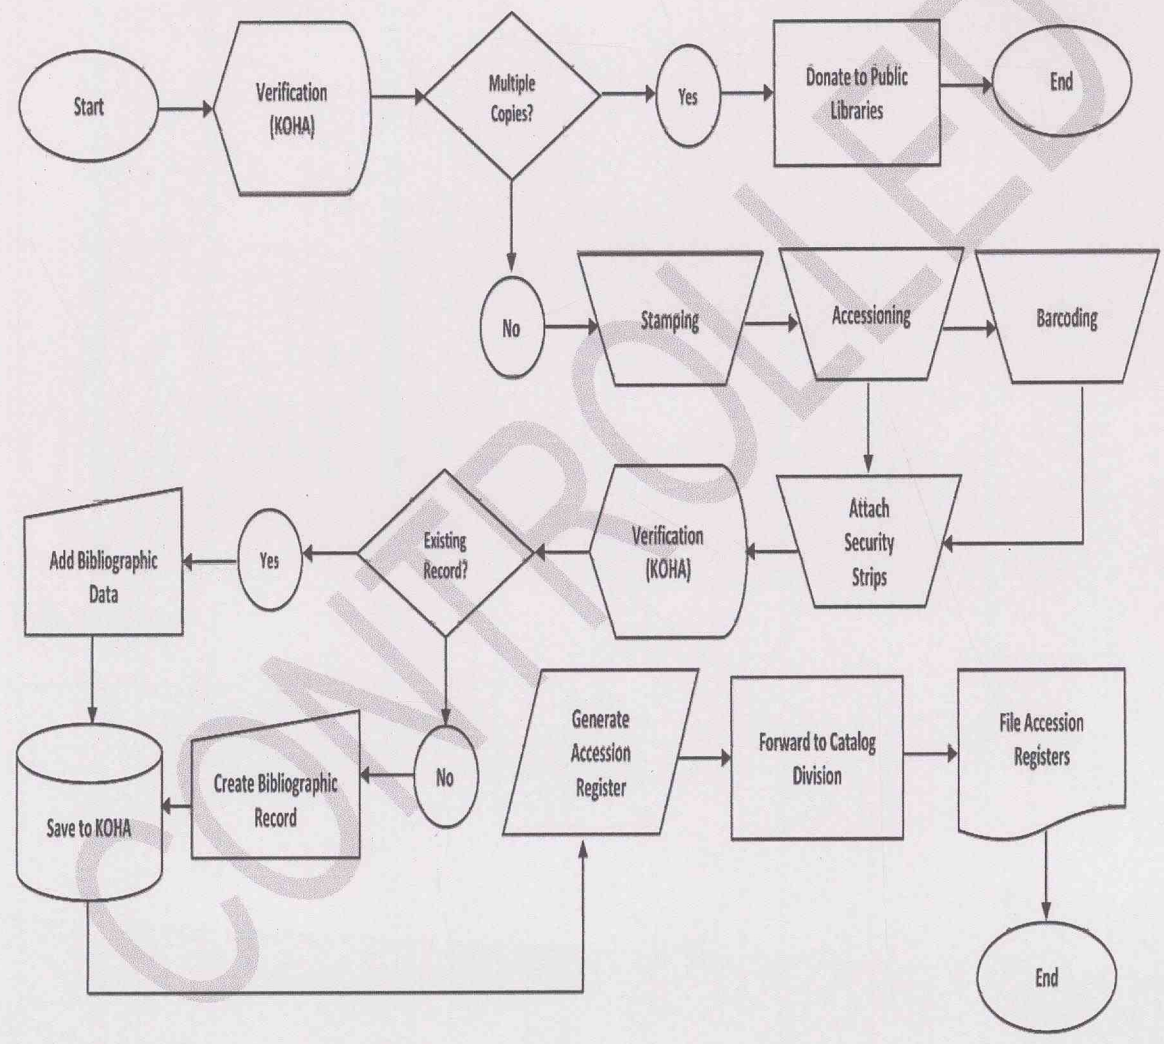 Start
Verification
(KOHA)
Multiple
Copies?
Yes
Donate to Public
Libraries
End
No
Stamping
Accessioning
Barcoding
Attach
Security
Strips
Verification
(KOHA)
Existing
Record?
Yes
Add Bibliographic
Data
No
Create Bibliographic
Record
Save to KOHA
Generate
Accession
Register
Forward to Catalog
Division
File Accession
Registers
End
CONTROLLED